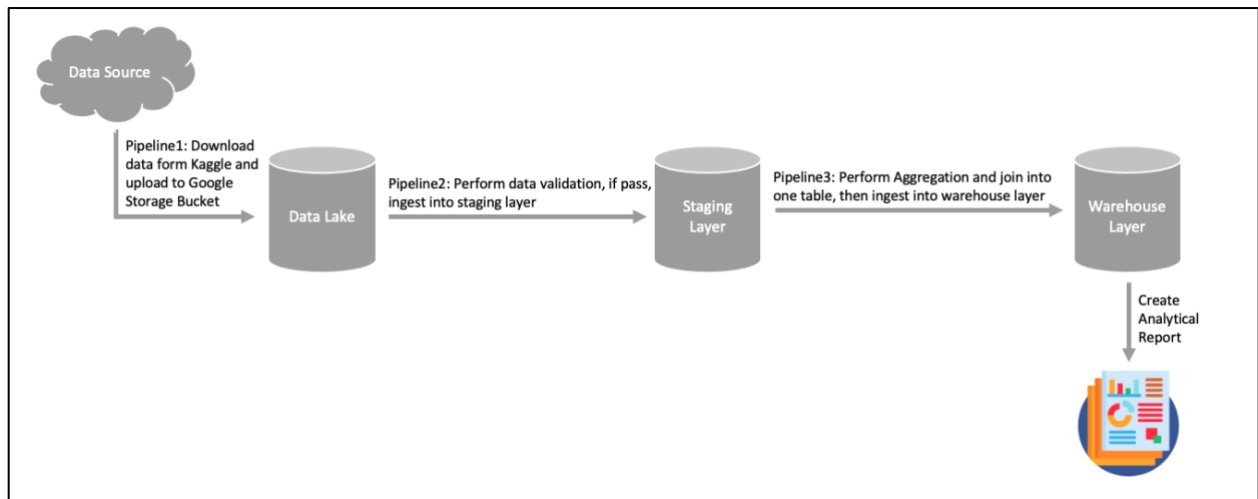 Data Source
Pipeline1: Download
data form Kaggle and
upload to Google
Storage Bucket
Data Lake
Pipeline2: Perform data validation, if pass,
ingest into staging layer
Staging
Layer
Pipeline3: Perform Aggregation and join into
one table, then ingest into warehouse layer
Warehouse
Layer
Create
Analytical
Report